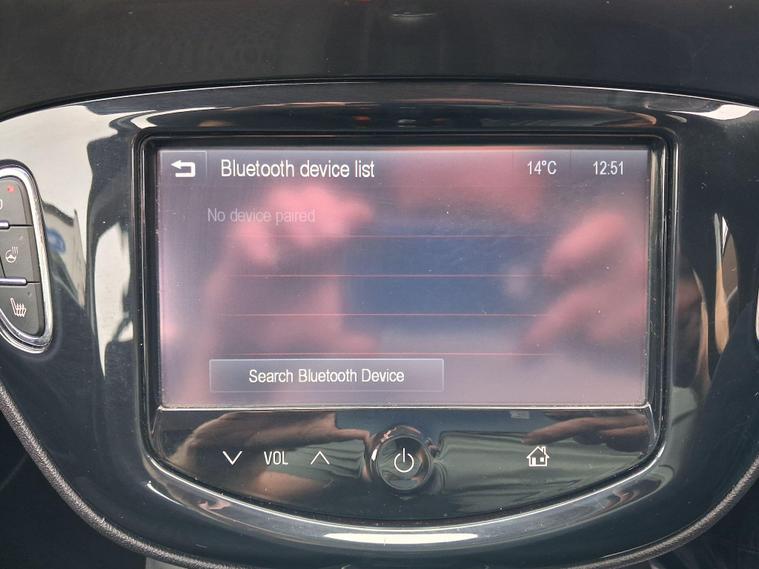 Bluetooth device list 14°C 12:51
No device paired
Search Bluetooth Device
VOL